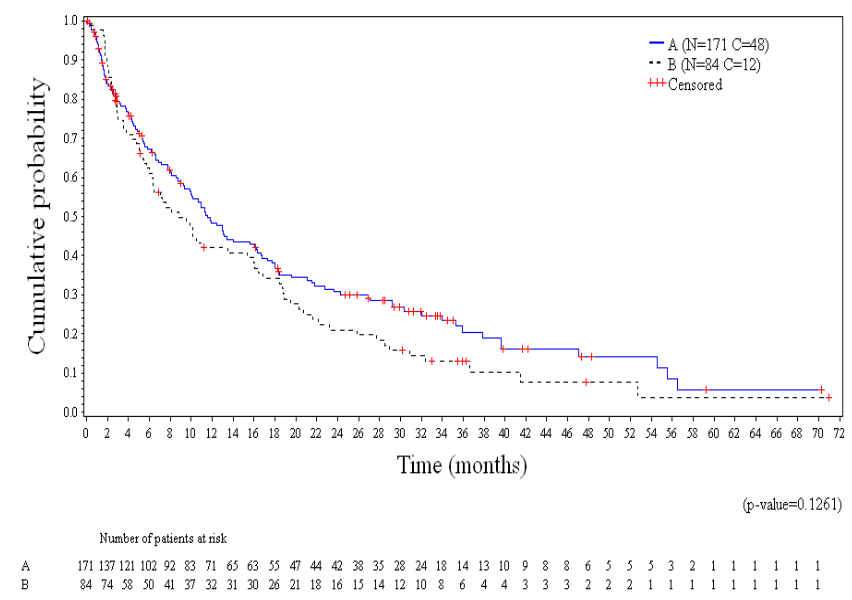 Cumulative probability
1.0
0.9
0.8
0.7
0.6
0.5
0.4
0.3
0.2
0.1
0.0
A (N=171 C=48)
B (N=84 C=12)
Censored
0 2 4 6 8 10 12 14 16 18 20 22 24 26 28 30 32 34 36 38 40 42 44 46 48 50 52 54 56 58 60 62 64 66 68 70 72
Time (months)
(p-value=0.1261)
Number of patients at risk
A 171 137 121 102 92 83 71 65 63 55 47 44 42 38 35 28 24 18 14 13 10 9 8 8 6 5 5 5 3 2 1 1 1 1 1 1
B 84 74 58 50 41 37 32 31 30 26 21 18 16 15 14 12 10 8 6 4 4 3 3 3 2 2 2 1 1 1 1 1 1 1 1 1